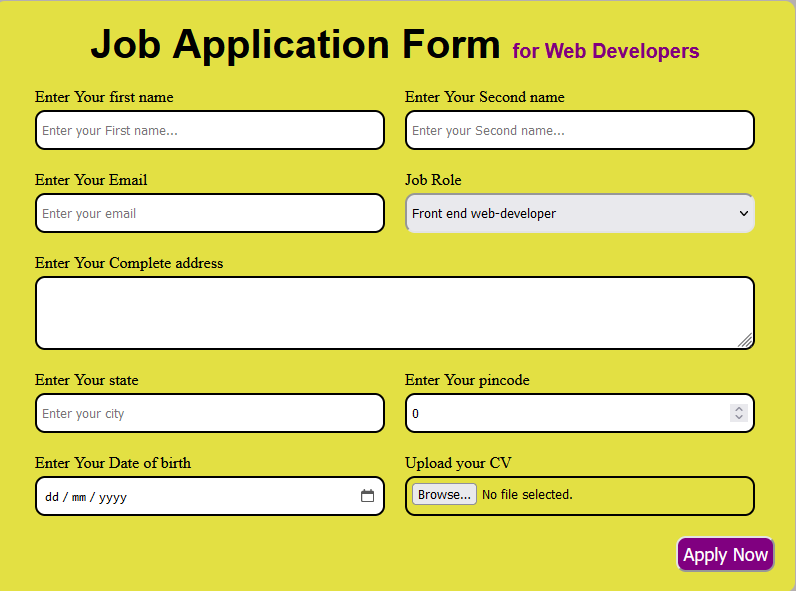 Job Application Form for Web Developers
Enter Your first name Enter Your Second name
Enter your First name... Enter your Second name...
Enter Your Email Job Role
Enter your email Front end web-developer
Enter Your Complete address
Enter Your state Enter Your pincode
Enter your city 0
Enter Your Date of birth Upload your CV
dd / mm / yyyy Browse... No file selected.
Apply Now